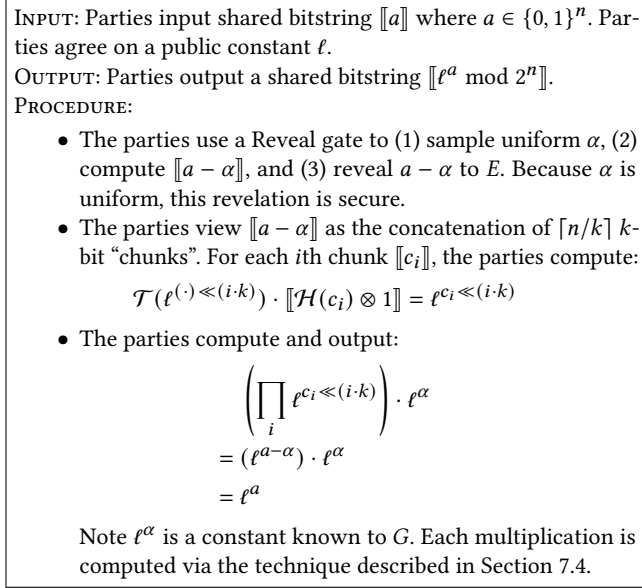 INPUT: Parties input shared bitstring ⟦a⟧ where a ∈ {0, 1}ⁿ. Par-
ties agree on a public constant ℓ.
OUTPUT: Parties output a shared bitstring ⟦ℓᵃ mod 2ⁿ⟧.
PROCEDURE:
• The parties use a Reveal gate to (1) sample uniform α, (2)
compute ⟦a − α⟧, and (3) reveal a − α to E. Because α is
uniform, this revelation is secure.
• The parties view ⟦a − α⟧ as the concatenation of ⌈n/k⌉ k-
bit “chunks”. For each ith chunk ⟦c_i⟧, the parties compute:
𝒯(ℓ^{(·)≪(i·k)}) · ⟦ℋ(c_i) ⊗ 1⟧ = ℓ^{c_i≪(i·k)}
• The parties compute and output:
(∏_i ℓ^{c_i≪(i·k)}) · ℓ^α
= (ℓ^{a−α}) · ℓ^α
= ℓ^a
Note ℓ^α is a constant known to G. Each multiplication is
computed via the technique described in Section 7.4.